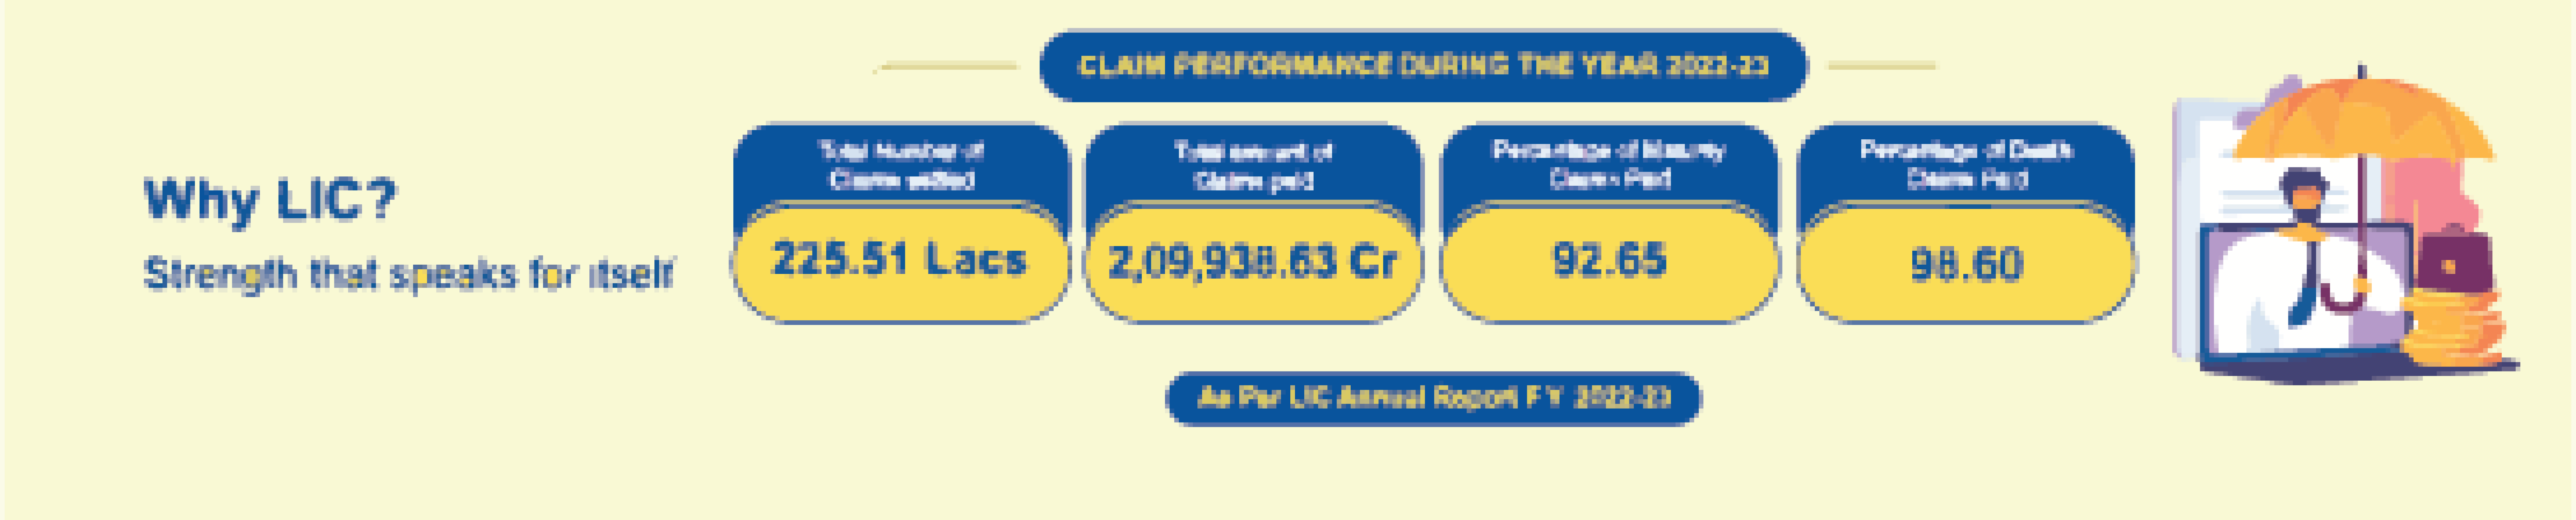 CLAIM PERFORMANCE DURING THE YEAR 2022-23
Why LIC?
Strength that speaks for itself
Total Number of
Claims settled
225.51 Lacs
Total amount of
Claims paid
2,09,938.63 Cr
Percentage of Maturity
Claims Paid
92.65
Percentage of Death
Claims Paid
98.60
As Per LIC Annual Report F Y 2022-23